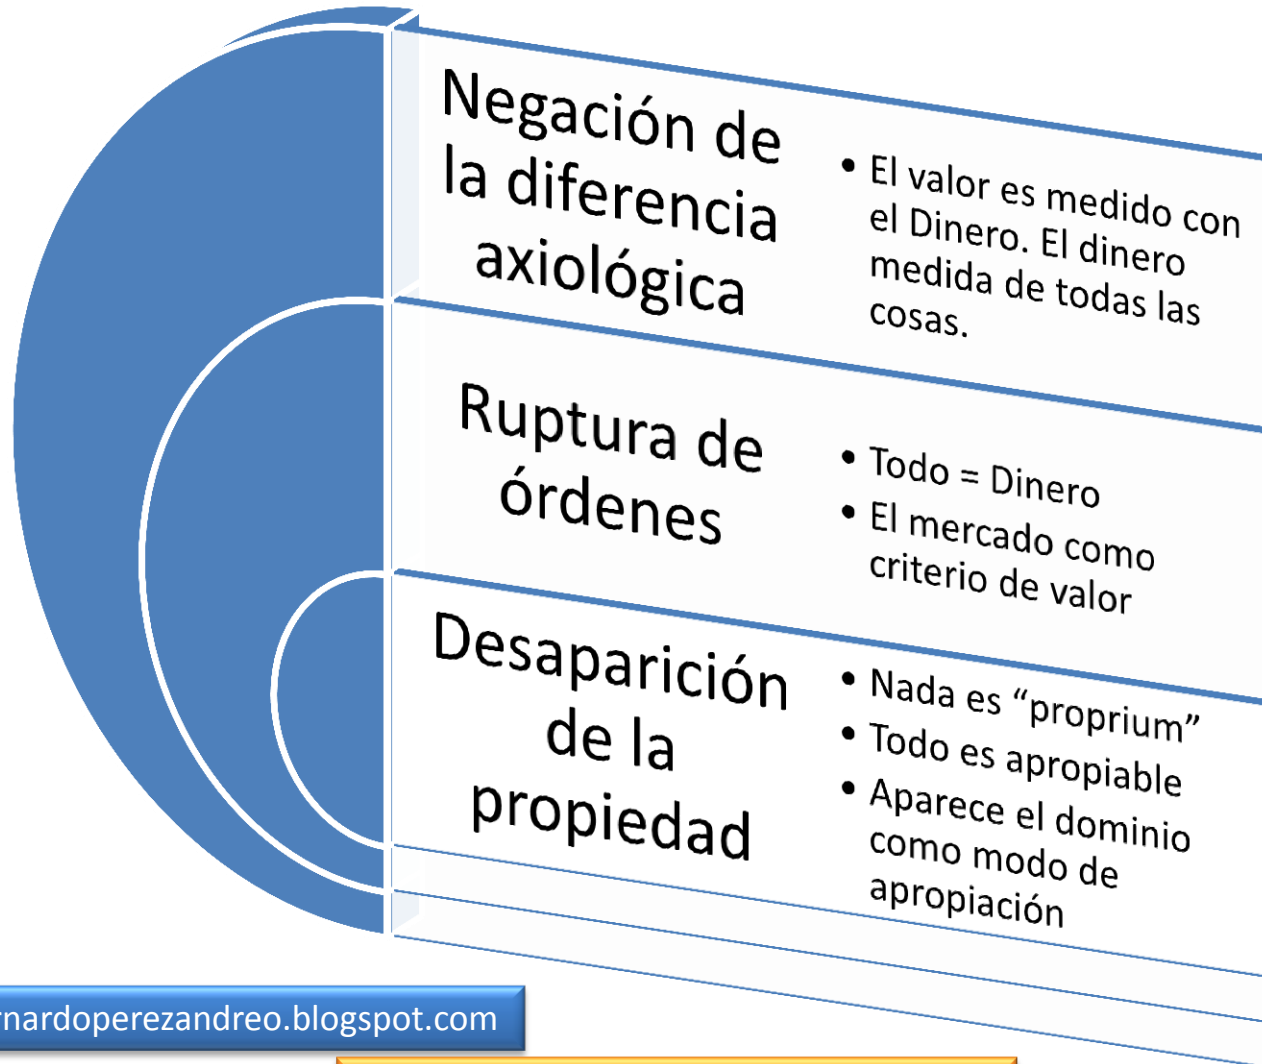 Negación de
la diferencia
axiológica
• El valor es medido con
el Dinero. El dinero
medida de todas las
cosas.
Ruptura de
órdenes
• Todo = Dinero
• El mercado como
criterio de valor
Desaparición
de la
propiedad
• Nada es “proprium”
• Todo es apropiable
• Aparece el dominio
como modo de
apropiación
rnardoperezandreo.blogspot.com